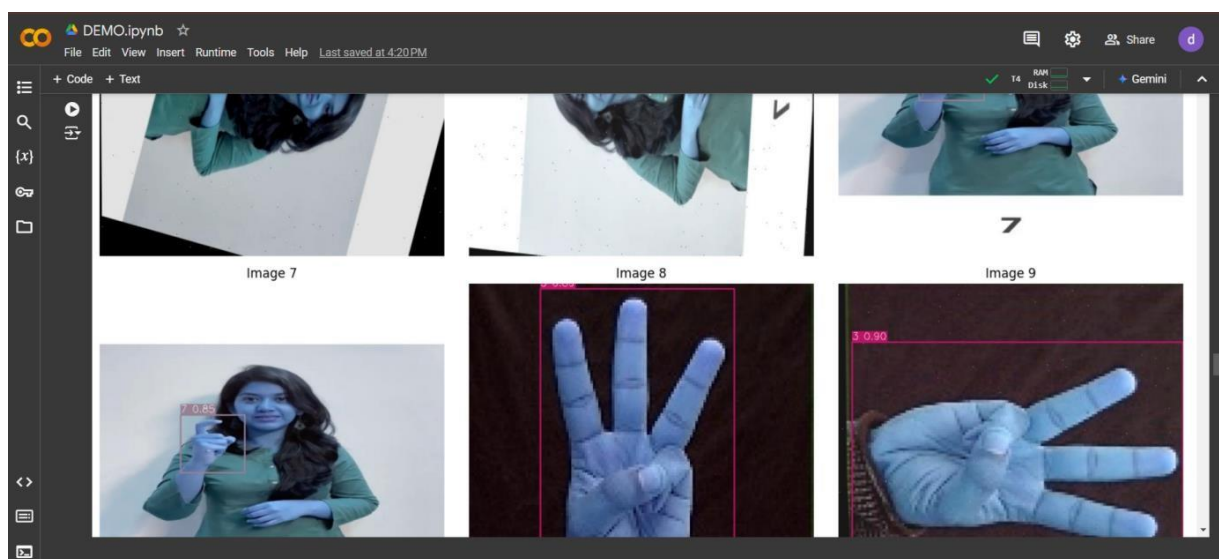 DEMO.ipynb
File Edit View Insert Runtime Tools Help Last saved at 4:20 PM
Share
d
+ Code + Text
T4 RAM Disk
Gemini
{x}
7
Image 7 Image 8 Image 9
7 0.85
3 0.90